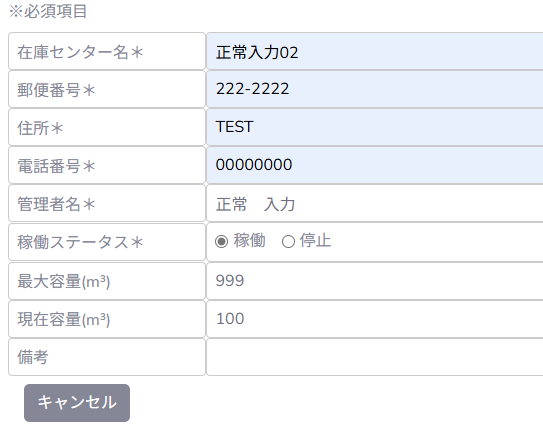 ※必須項目
在庫センター名＊ 正常入力02
郵便番号＊ 222-2222
住所＊ TEST
電話番号＊ 00000000
管理者名＊ 正常　入力
稼働ステータス＊ 稼働 停止
最大容量(m³) 999
現在容量(m³) 100
備考
キャンセル